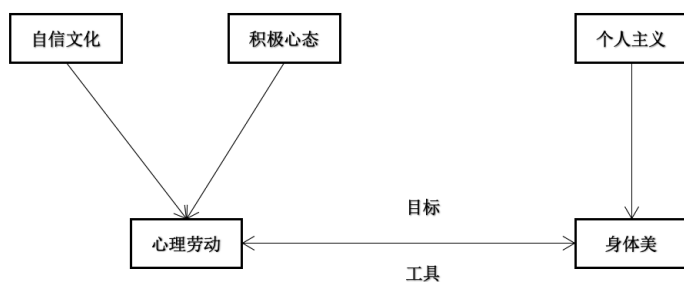 自信文化
积极心态
个人主义
目标
心理劳动
身体美
工具